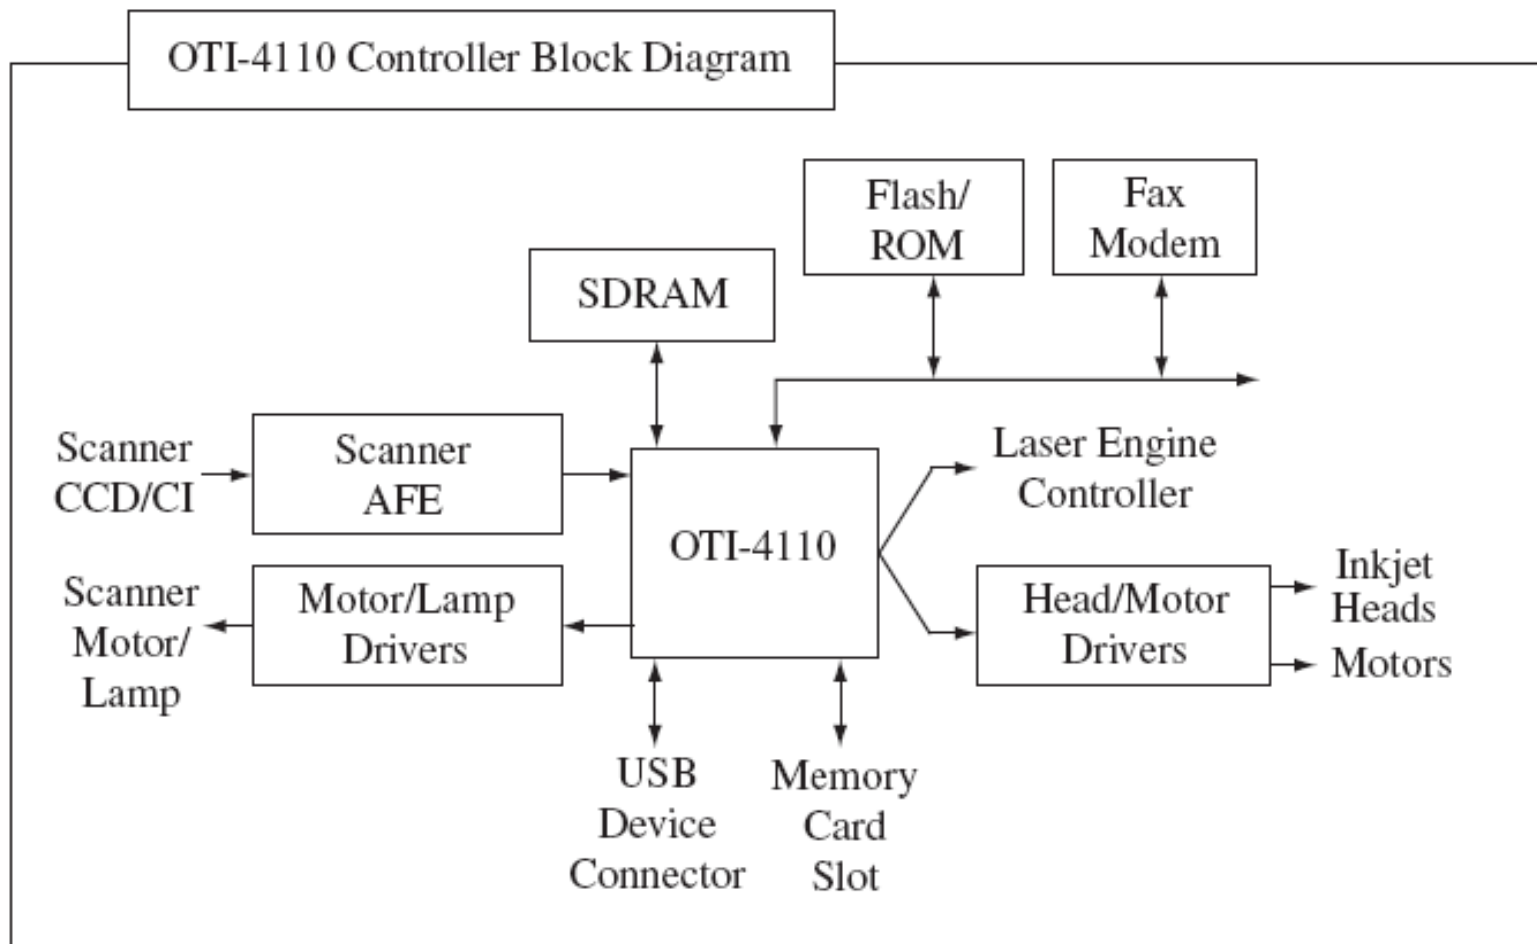 OTI-4110 Controller Block Diagram
Flash/
ROM
Fax
Modem
SDRAM
Scanner
CCD/CI
Scanner
AFE
Laser Engine
Controller
OTI-4110
Scanner
Motor/
Lamp
Motor/Lamp
Drivers
Head/Motor
Drivers
Inkjet
Heads
Motors
USB
Device
Connector
Memory
Card
Slot